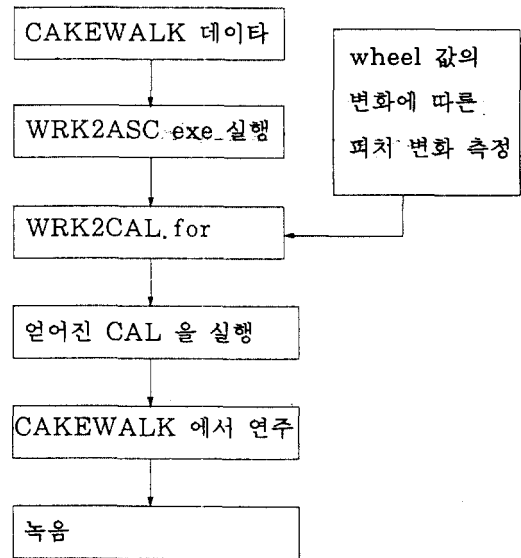 CAKEWALK 데이타
WRK2ASC.exe 실행
WRK2CAL.for
얻어진 CAL 을 실행
CAKEWALK 에서 연주
녹음
wheel 값의
변화에 따른
피처 변화 측정